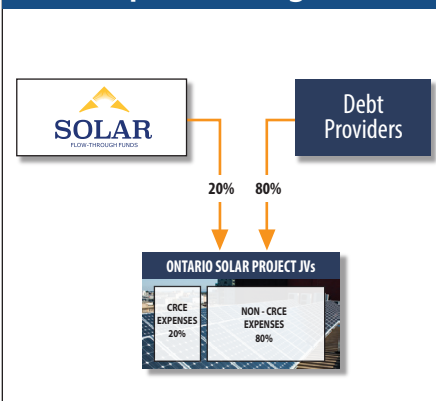 SOLAR
FLOW-THROUGH FUNDS
Debt
Providers
20%
80%
ONTARIO SOLAR PROJECT JVs
CRCE
EXPENSES
20%
NON - CRCE
EXPENSES
80%